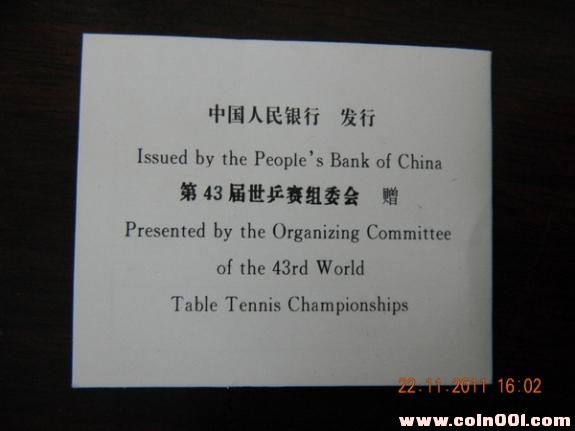 中国人民银行 发行
Issued by the People's Bank of China
第43届世乒赛组委会 赠
Presented by the Organizing Committee
of the 43rd World
Table Tennis Championships
22.11.2011 16:02
www.coin001.com